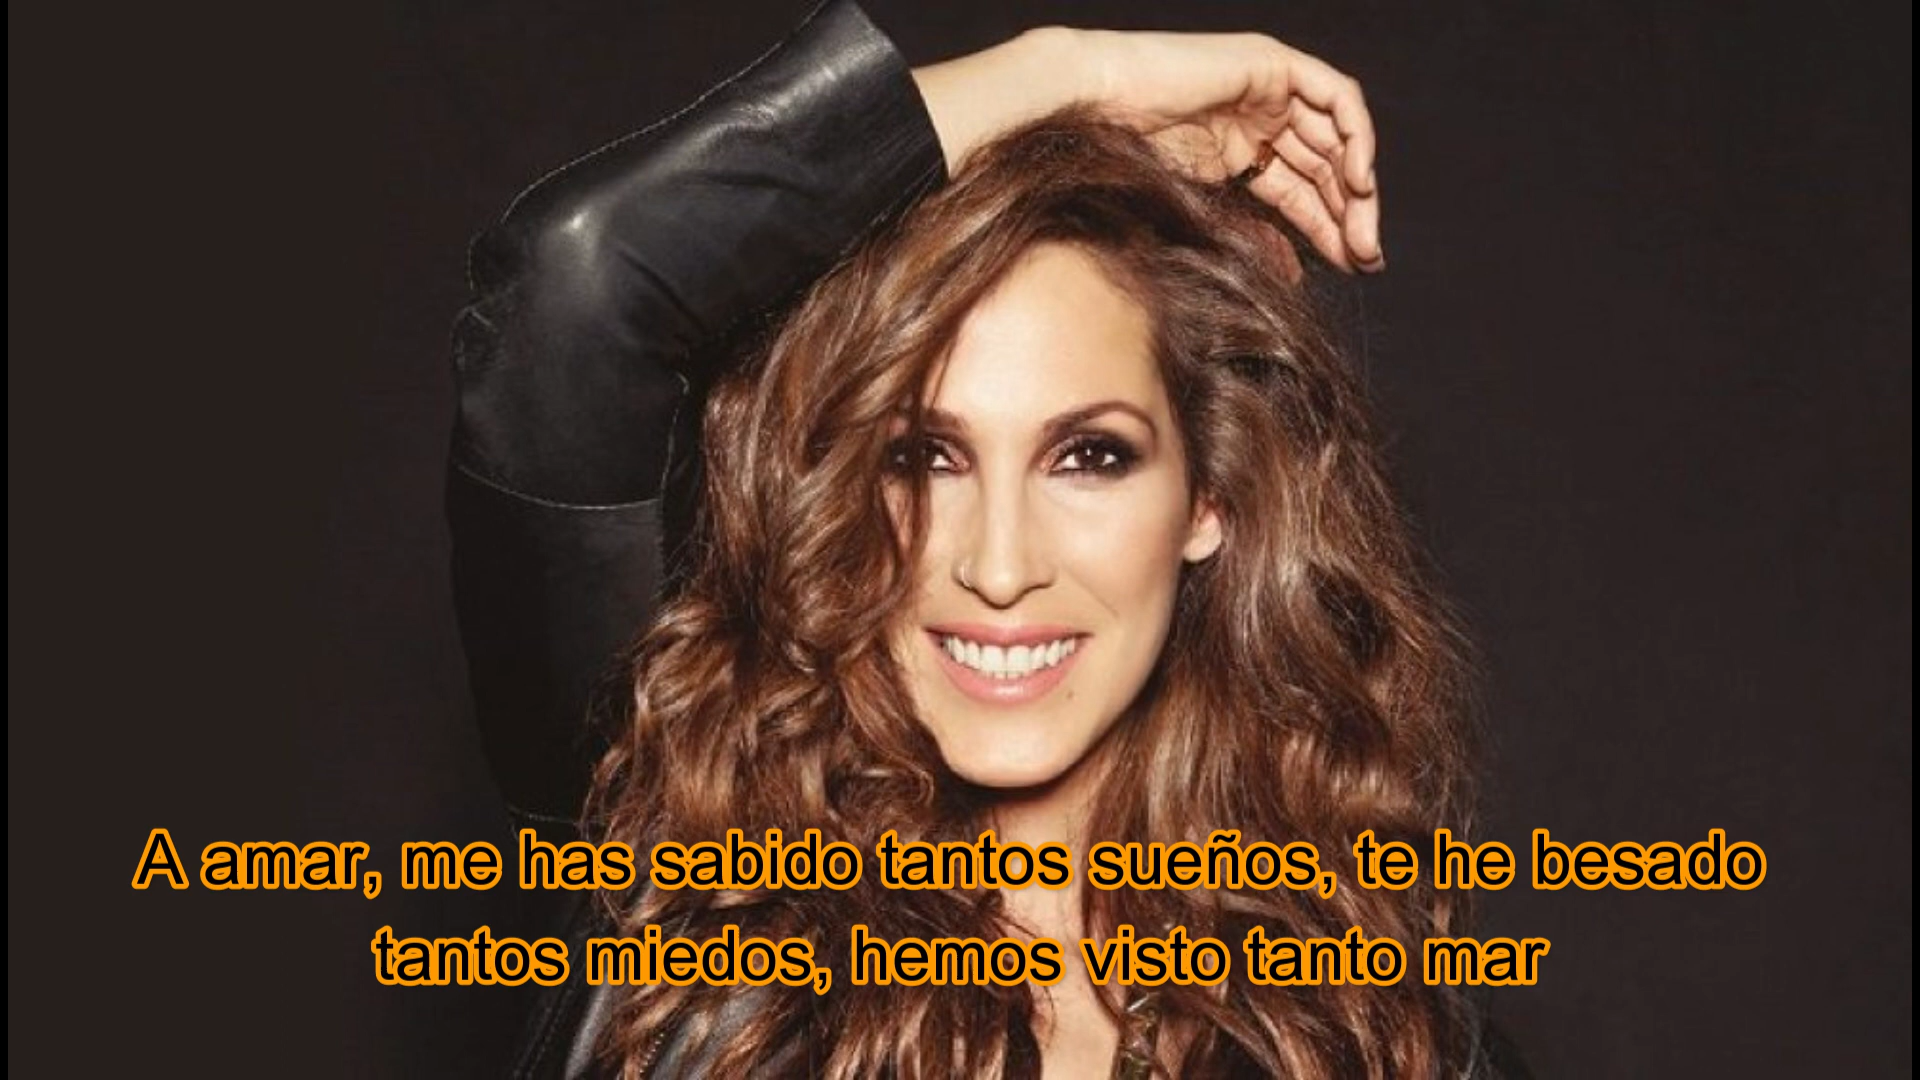 A amar, me has sabido tantos sueños, te he besado
tantos miedos, hemos visto tanto mar